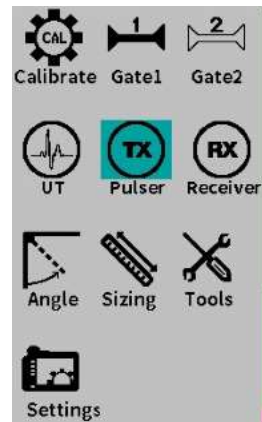 CAL 1 2
Calibrate Gate1 Gate2
TX RX
UT Pulser Receiver
Angle Sizing Tools
Settings